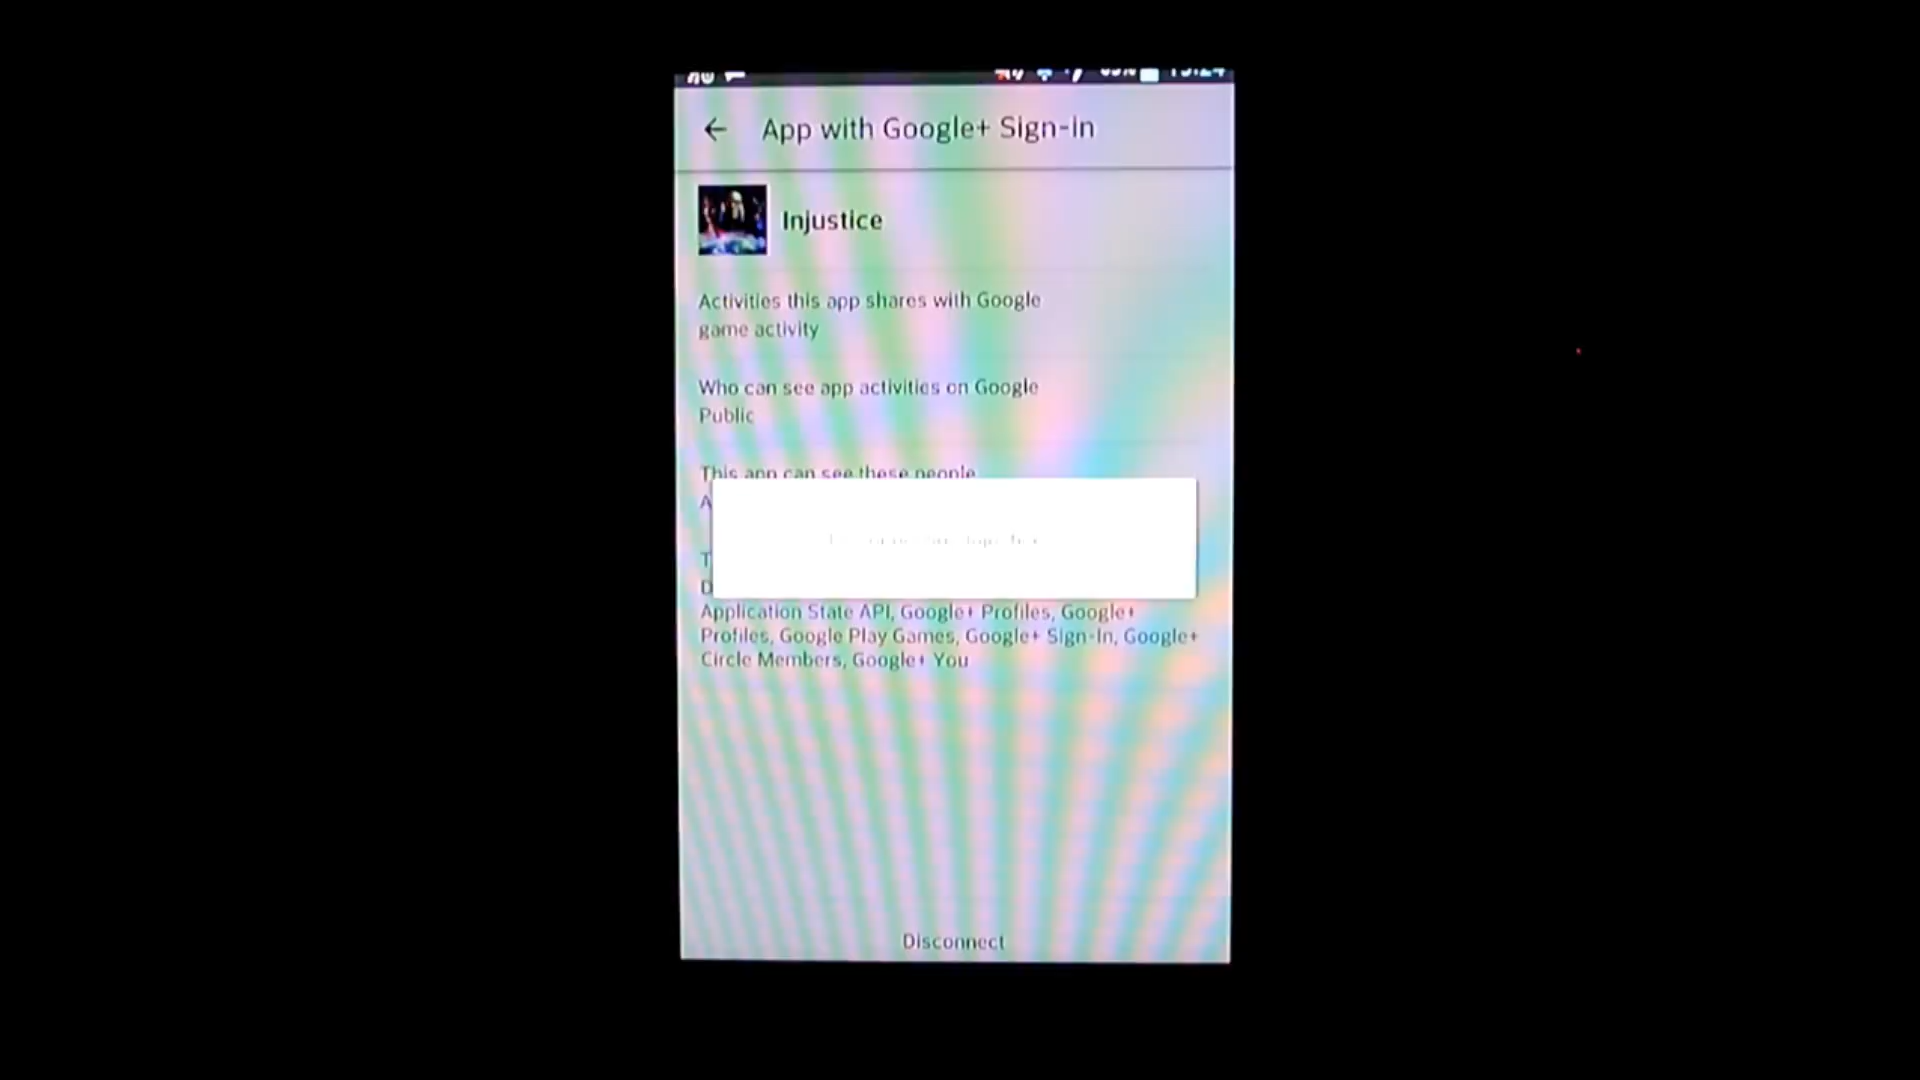 App with Google+ Sign-in
Injustice
Activities this app shares with Google
game activity
Who can see app activities on Google
Public
This app can see these people
Application State API, Google+ Profiles, Google+
Profiles, Google Play Games, Google+ Sign-In, Google+
Circle Members, Google+ You
Disconnect